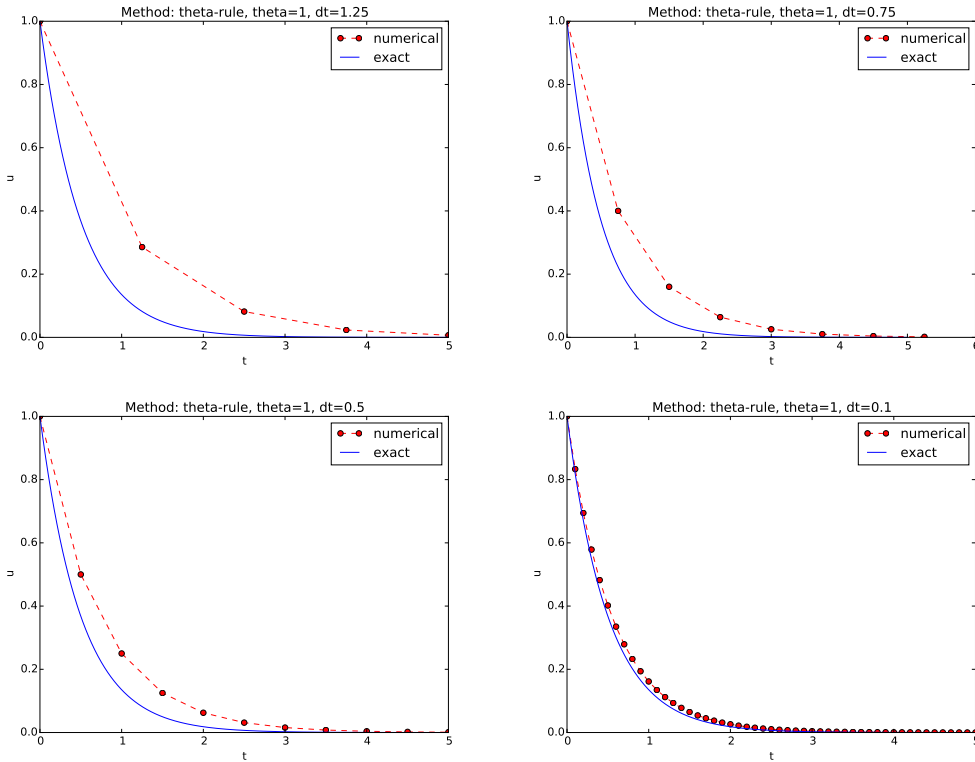 Method: theta-rule, theta=1, dt=1.25
numerical
exact
1.0
0.8
0.6
0.4
0.2
0.0
u
0 1 2 3 4 5
t
Method: theta-rule, theta=1, dt=0.75
numerical
exact
1.0
0.8
0.6
0.4
0.2
0.0
u
0 1 2 3 4 5 6
t
Method: theta-rule, theta=1, dt=0.5
numerical
exact
1.0
0.8
0.6
0.4
0.2
0.0
u
0 1 2 3 4 5
t
Method: theta-rule, theta=1, dt=0.1
numerical
exact
1.0
0.8
0.6
0.4
0.2
0.0
u
0 1 2 3 4 5
t